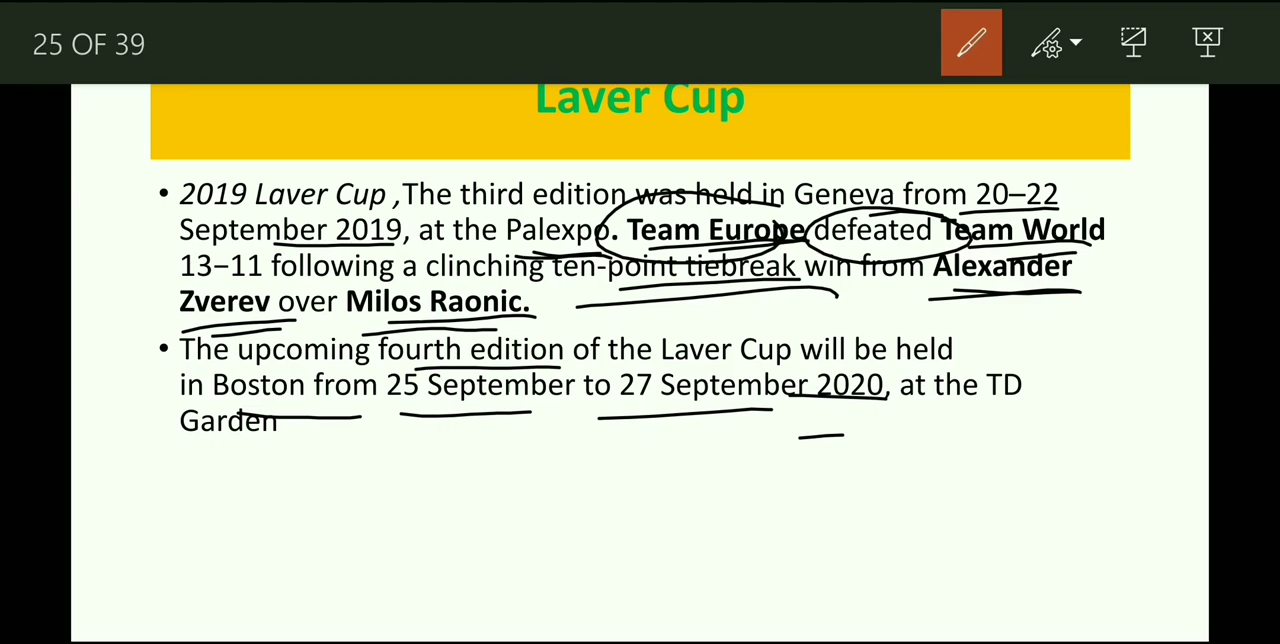 25 OF 39
Laver Cup
• 2019 Laver Cup ,The third edition was held in Geneva from 20–22
September 2019, at the Palexpo. Team Europe defeated Team World
13–11 following a clinching ten-point tiebreak win from Alexander
Zverev over Milos Raonic.
• The upcoming fourth edition of the Laver Cup will be held
in Boston from 25 September to 27 September 2020, at the TD
Garden